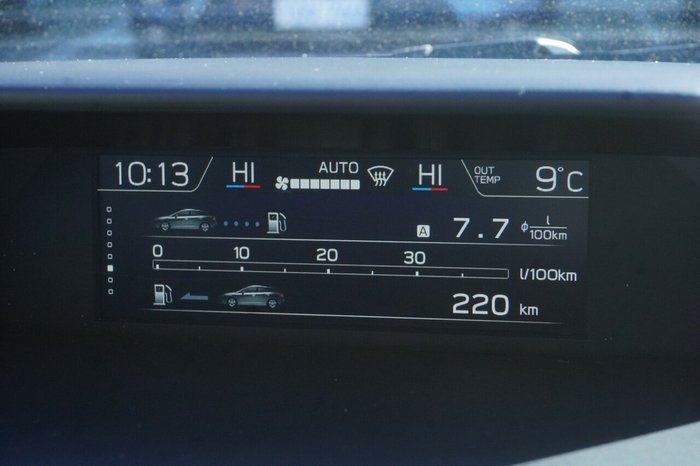 10:13 HI AUTO HI OUT TEMP 9°C
A 7.7 ϕ l/100km
0 10 20 30 l/100km
220 km